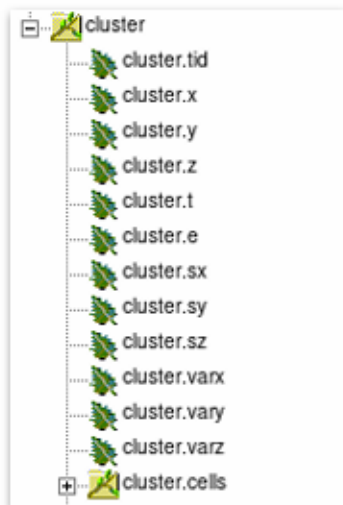 cluster
cluster.tid
cluster.x
cluster.y
cluster.z
cluster.t
cluster.e
cluster.sx
cluster.sy
cluster.sz
cluster.varx
cluster.vary
cluster.varz
cluster.cells